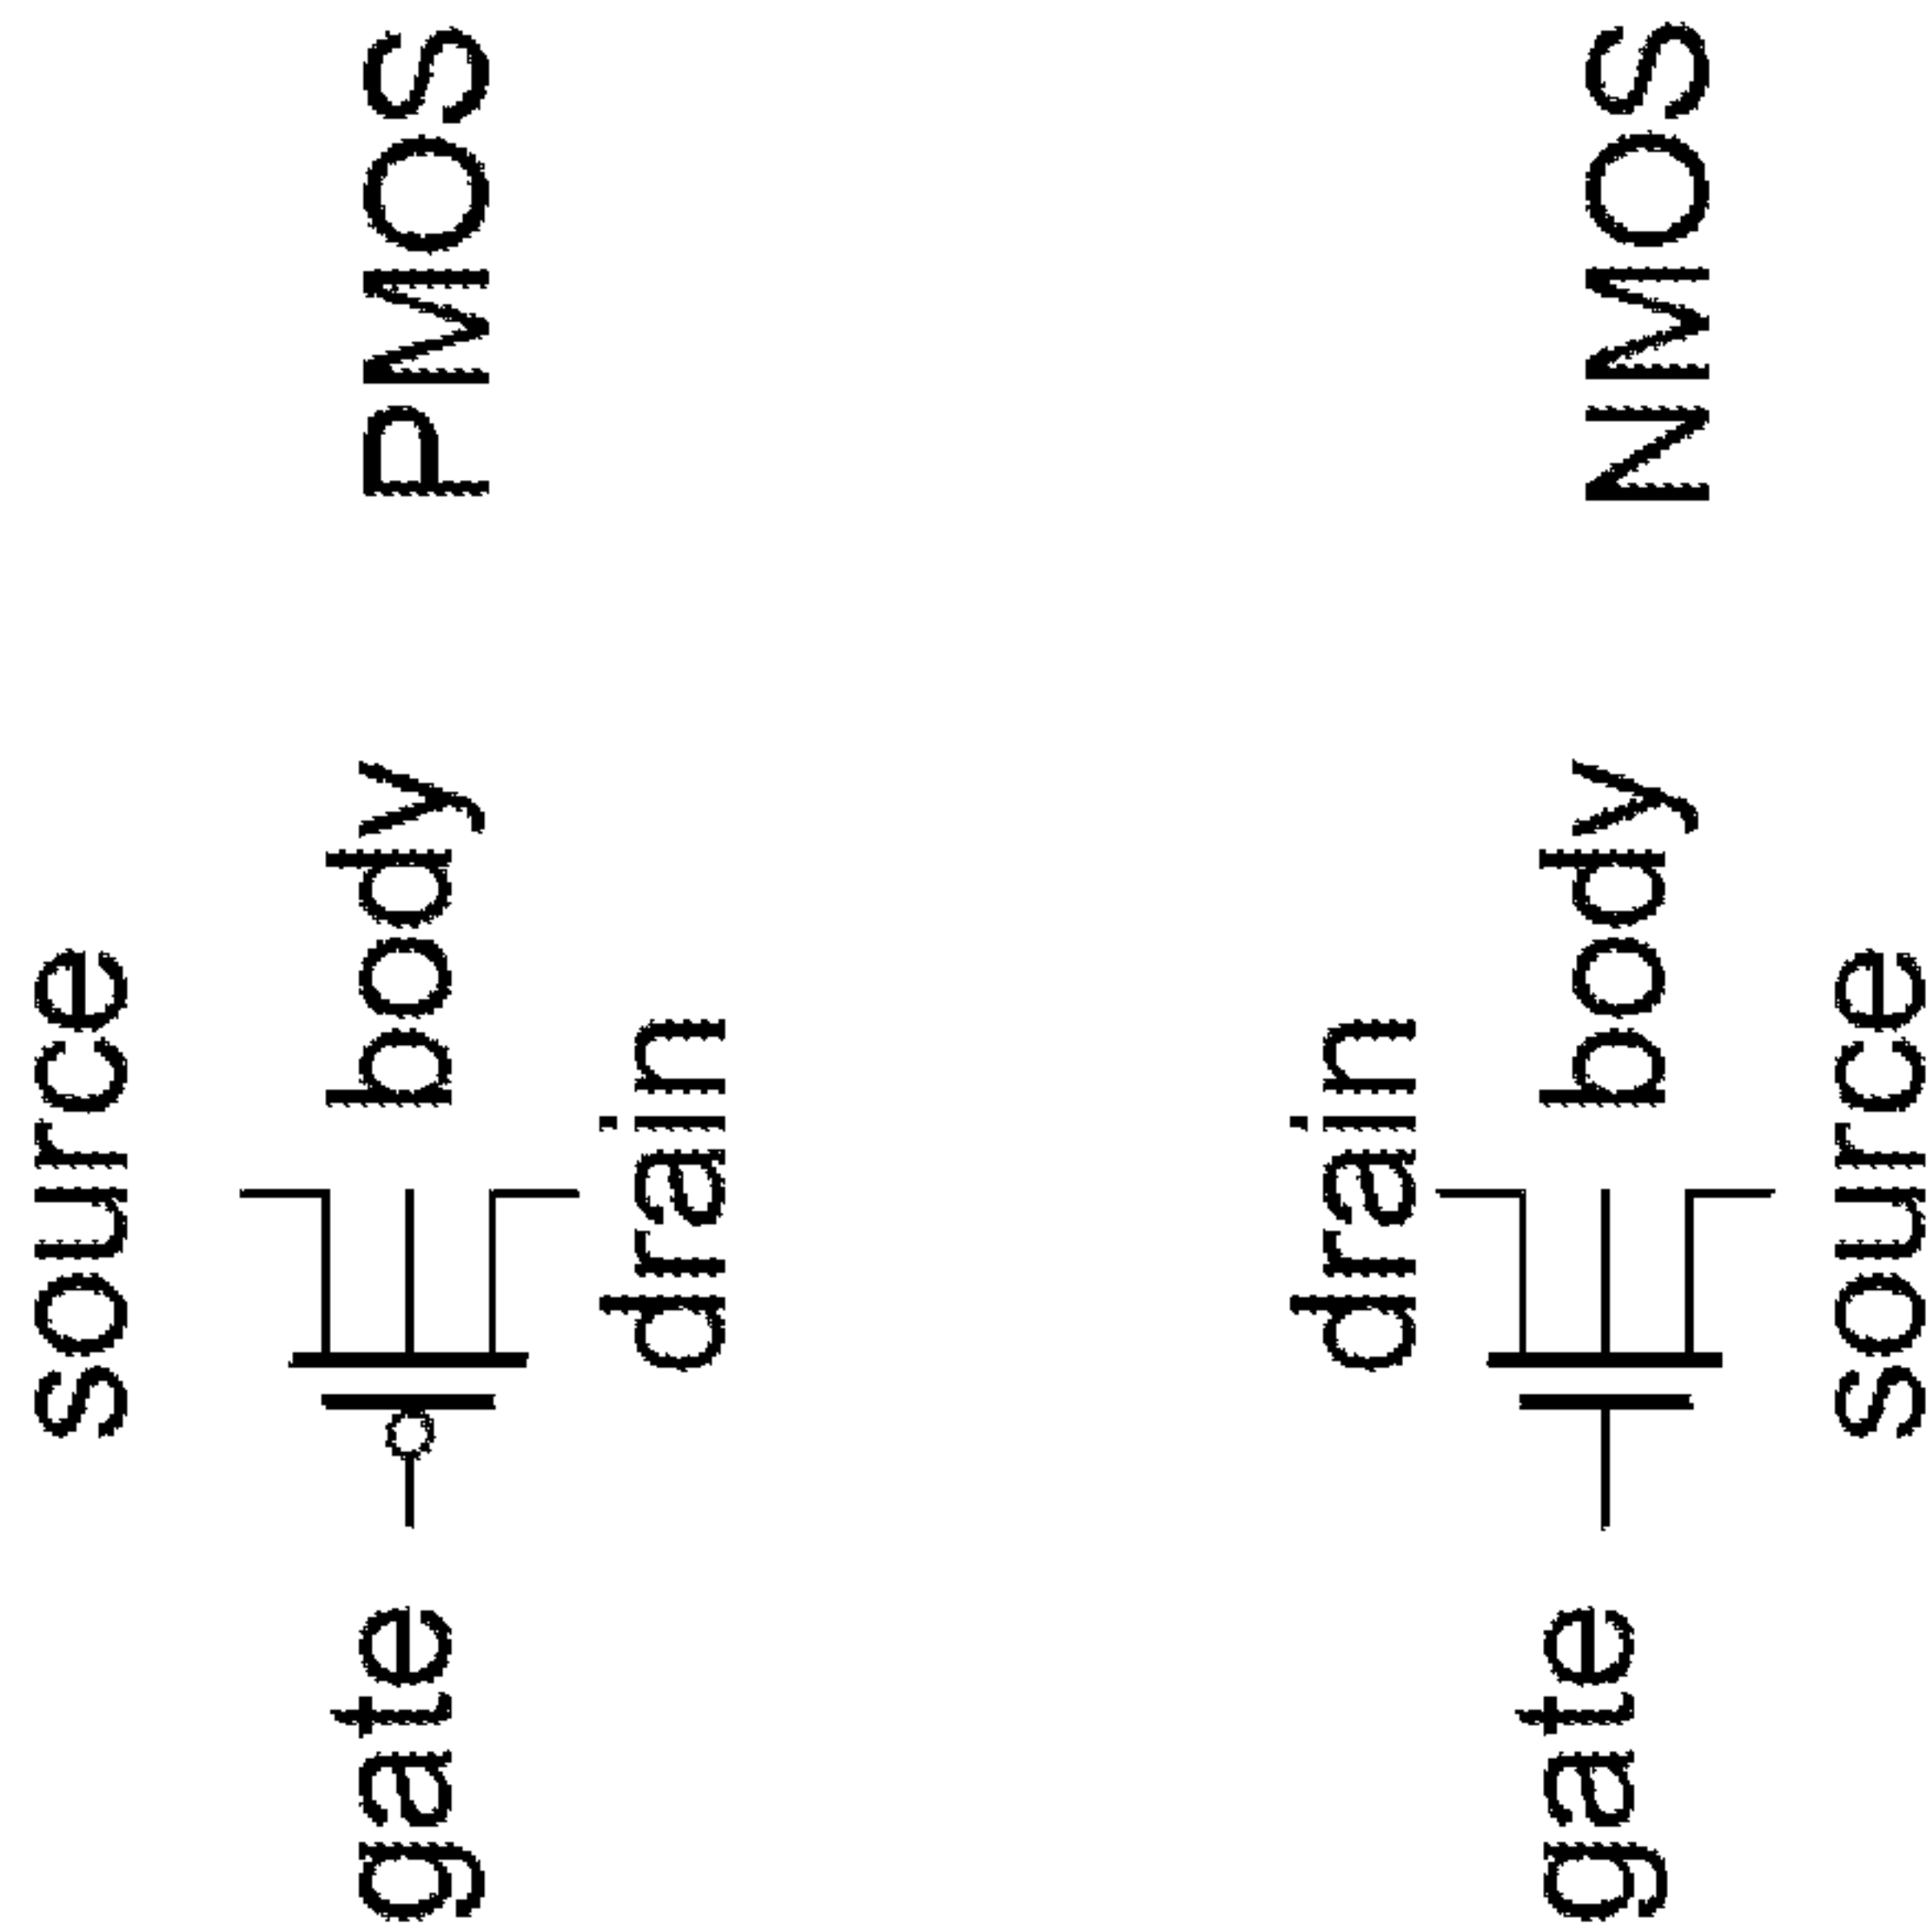 source
gate
body
PMOS
drain
drain
gate
body
NMOS
source